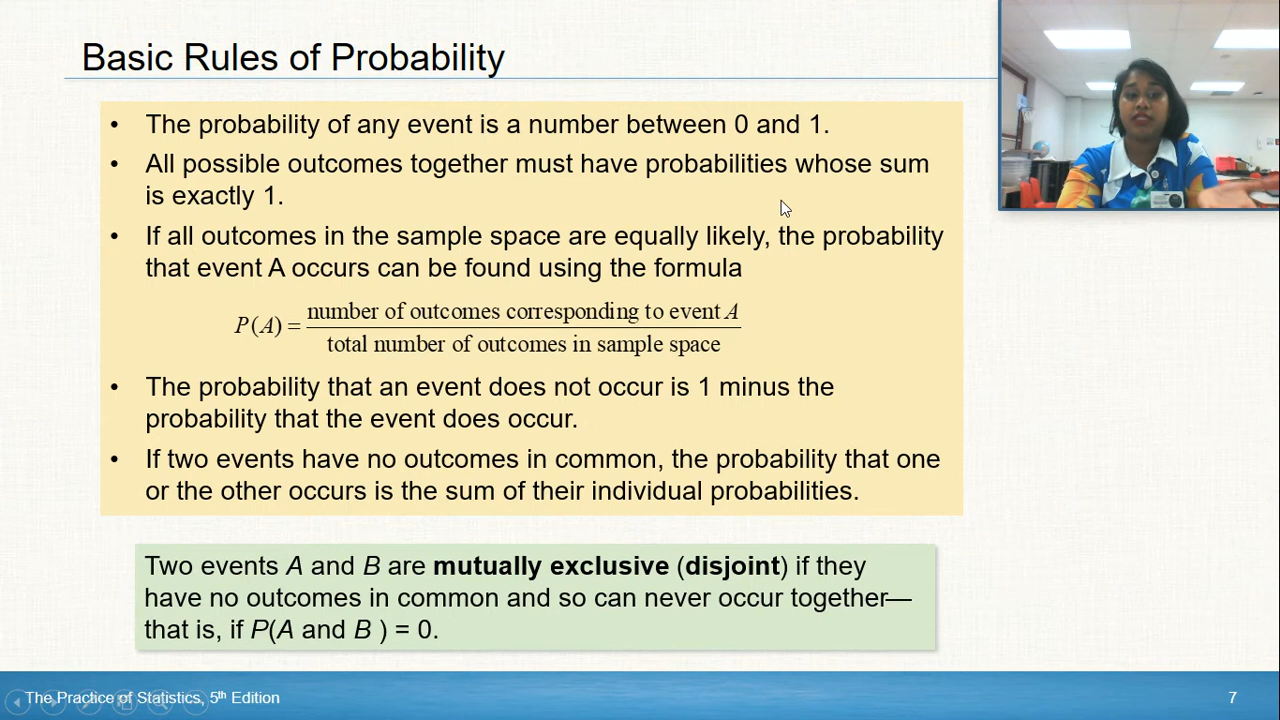 Basic Rules of Probability
• The probability of any event is a number between 0 and 1.
• All possible outcomes together must have probabilities whose sum
is exactly 1.
• If all outcomes in the sample space are equally likely, the probability
that event A occurs can be found using the formula
P(A) = number of outcomes corresponding to event A
total number of outcomes in sample space
• The probability that an event does not occur is 1 minus the
probability that the event does occur.
• If two events have no outcomes in common, the probability that one
or the other occurs is the sum of their individual probabilities.
Two events A and B are mutually exclusive (disjoint) if they
have no outcomes in common and so can never occur together—
that is, if P(A and B ) = 0.
The Practice of Statistics, 5th Edition
7